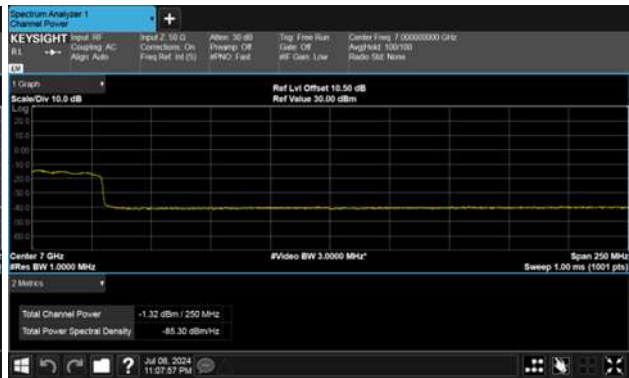 Spectrum Analyzer 1
Channel Power
+
KEYSIGHT
RL
Input: RF
Coupling: AC
Align: Auto
Input Z: 50 Ω
Corrections: On
Freq Ref: Int (S)
Atten: 30 dB
Preamp: Off
#PNO: Fast
Trig: Free Run
Gate: Off
#IF Gain: Low
Center Freq: 7.000000000 GHz
Avg|Hold: 100/100
Radio Std: None
1 Graph
Scale/Div 10.0 dB
Ref Lvl Offset 10.50 dB
Ref Value 30.00 dBm
Log
20.0
10.0
0.00
-10.0
-20.0
-30.0
-40.0
-50.0
-60.0
Center 7 GHz
#Res BW 1.0000 MHz
#Video BW 3.0000 MHz*
Span 250 MHz
Sweep 1.00 ms (1001 pts)
2 Metrics
Total Channel Power -1.32 dBm / 250 MHz
Total Power Spectral Density -85.30 dBm/Hz
?
Jul 08, 2024
11:07:57 PM